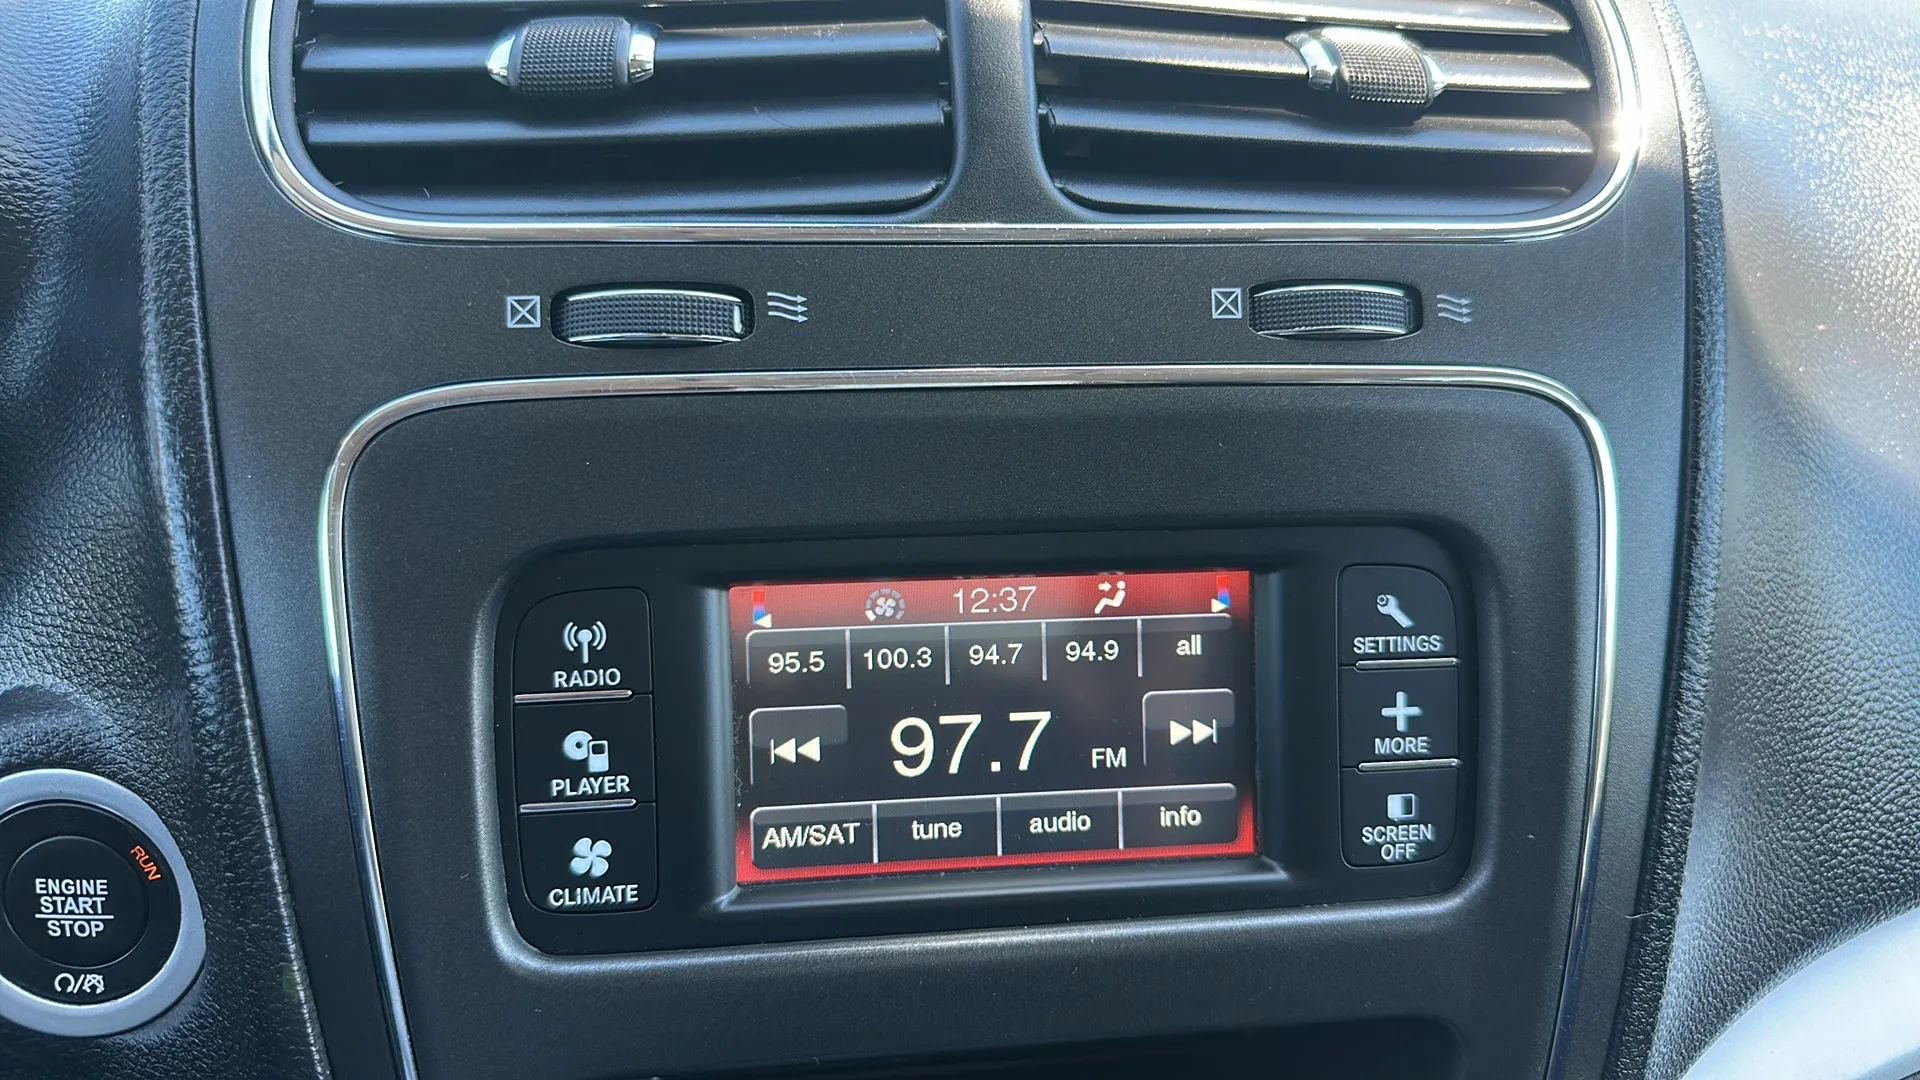 12:37
95.5 100.3 94.7 94.9 all
97.7 FM
AM/SAT tune audio info
RADIO
PLAYER
CLIMATE
SETTINGS
MORE
SCREEN
OFF
RUN
ENGINE
START
STOP